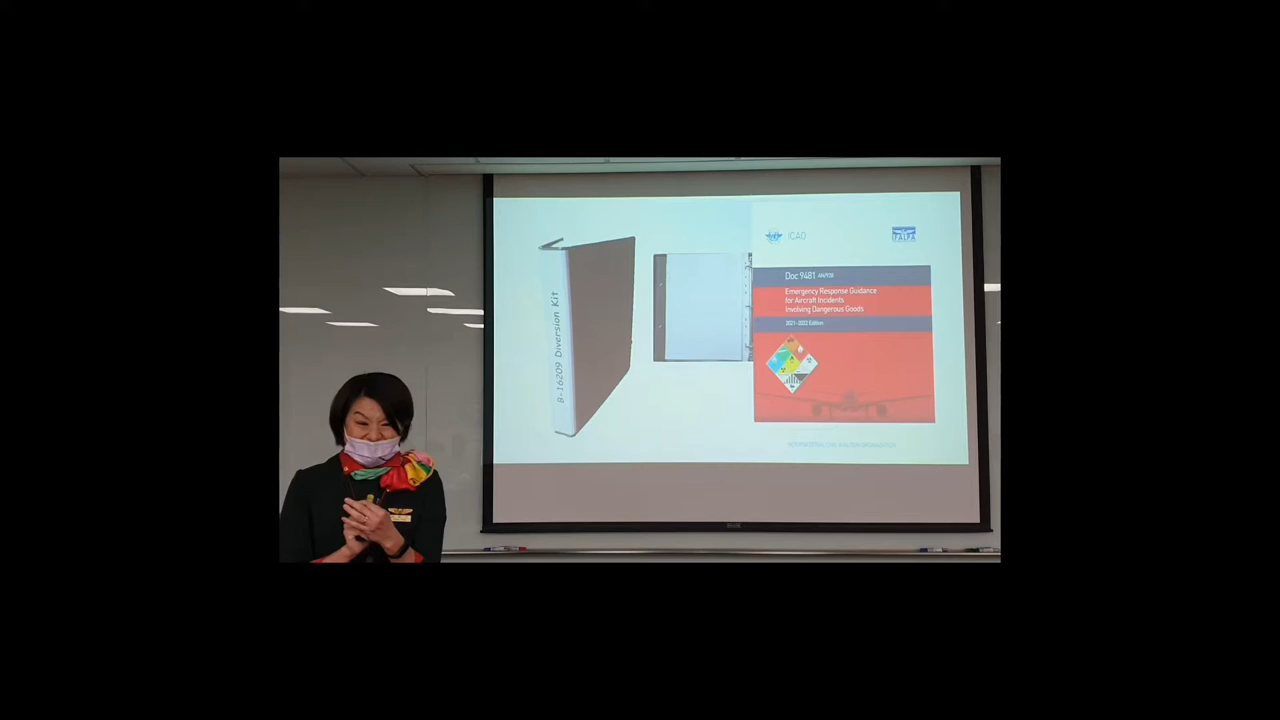 B-16209 Diversion Kit
ICAO
IFALPA
Doc 9481 AN/928
Emergency Response Guidance
for Aircraft Incidents
Involving Dangerous Goods
2021-2022 Edition
INTERNATIONAL CIVIL AVIATION ORGANIZATION